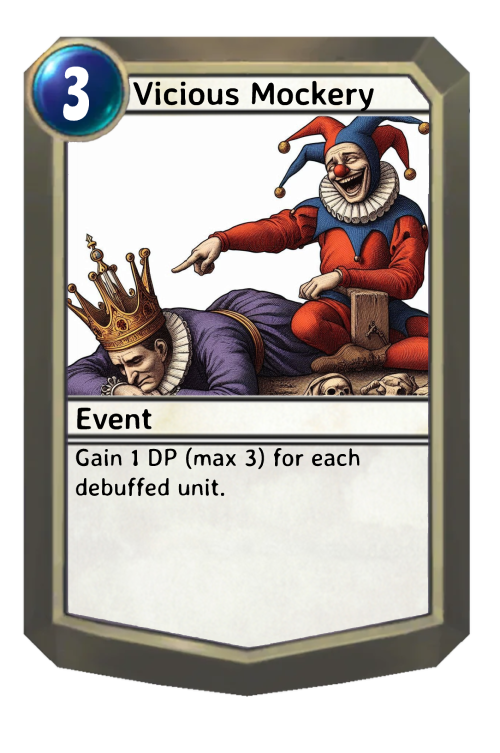 3
Vicious Mockery
Event
Gain 1 DP (max 3) for each
debuffed unit.